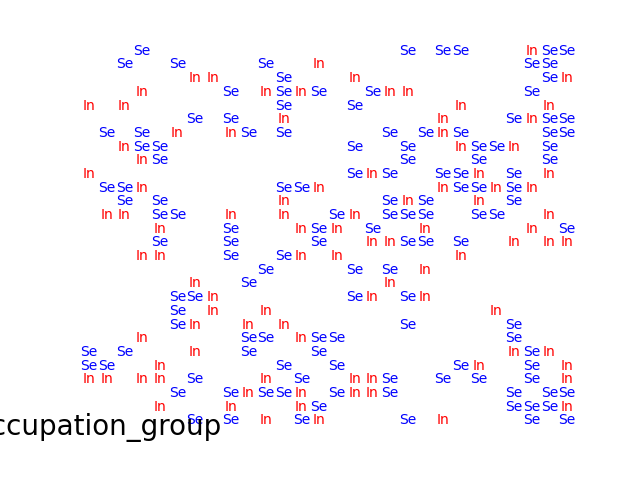 Se Se Se Se In Se Se
Se Se Se In Se Se
In In Se In Se In
In Se In Se In Se Se In In Se
In In Se Se In In
Se Se In In Se In Se Se
Se Se In In Se Se Se Se In Se Se Se
In Se Se Se Se In Se Se In Se
In Se Se Se Se
In Se In Se Se Se In Se Se
Se Se In Se Se In In Se Se In Se In
Se Se In Se In Se In Se
In In Se Se In In Se In Se Se Se Se Se In
In Se In Se In Se In In Se
Se Se Se In In Se Se Se In In In
In In Se Se In In In
Se Se Se In
In Se In
Se Se In Se In Se In
Se In In In
Se In In In Se Se
In Se Se In Se Se Se
Se Se In Se Se In Se In
Se Se In Se Se Se In Se In
In In In In Se In Se In In Se Se Se Se In
Se Se In Se Se In Se In In Se Se Se Se
In In In Se Se Se Se In
Se Se In Se In Se In Se Se
ccupation_group